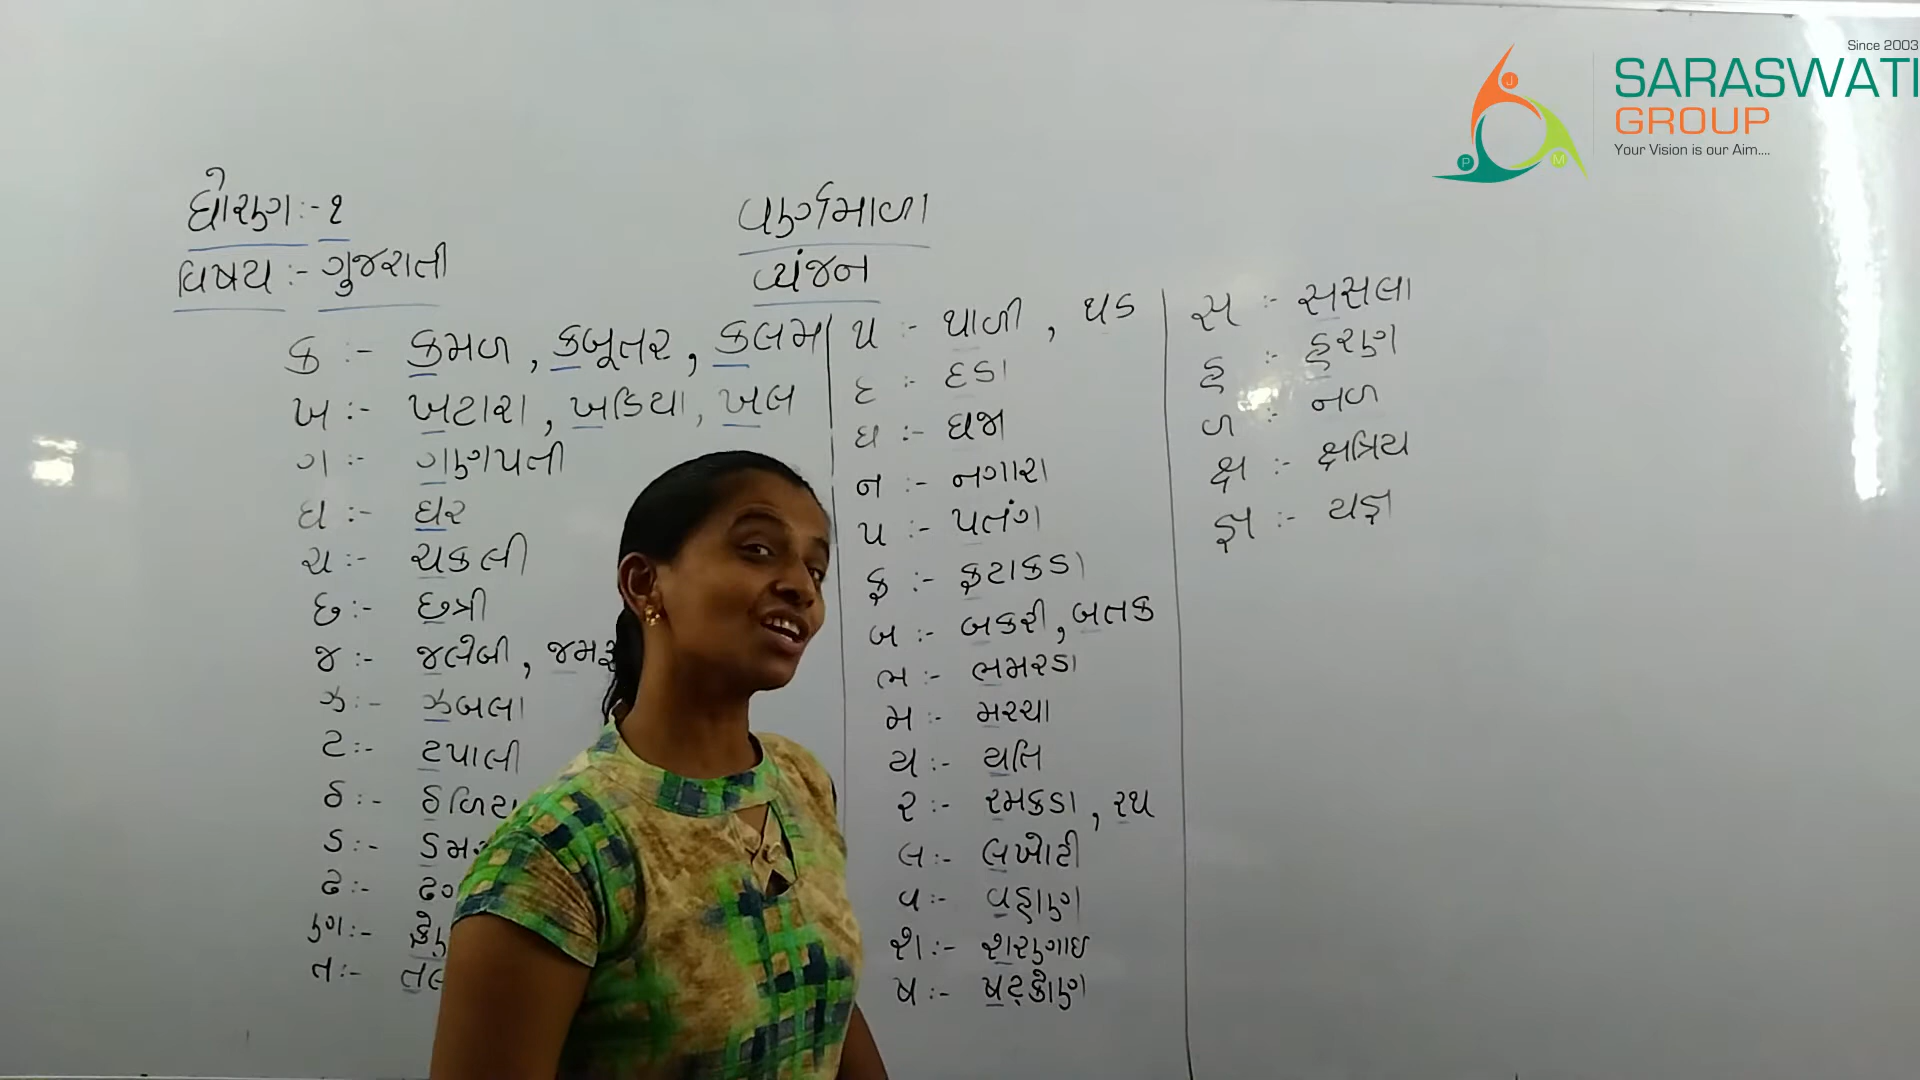 Since 2003
SARASWATI
GROUP
Your Vision is our Aim....
J
P
M
ધોરણ :- ૧
વિષય :- ગુજરાતી
વર્ણમાળા
વ્યંજન
ક :- કમળ , કબૂતર , કલમ
ખ :- ખટારા , ખડિયા , ખલ
ગ :- ગણપતી
ઘ :- ઘર
ચ :- ચકલી
છ :- છત્રી
જ :- જલેબી ,
ઝ :- ઝબલા
ટ :- ટપાલી
ઠ :-
ડ :-
ઢ :-
ણ :-
ત :-
થ :- થાળી , થડ
દ :- દડા
ધ :- ધજા
ન :- નગારા
પ :- પતંગ
ફ :- ફટાકડા
બ :- બકરી , બતક
ભ :- ભમરડા
મ :- મરચા
ય :- યતિ
ર :- રમકડા , રથ
લ :- લખોટી
વ :- વહાણ
શ :- શરણાઇ
ષ :- ષટ્કોણ
સ :- સસલા
હ :- હરણ
ળ :- નળ
ક્ષ :- ક્ષત્રિય
જ્ઞ :- યજ્ઞ